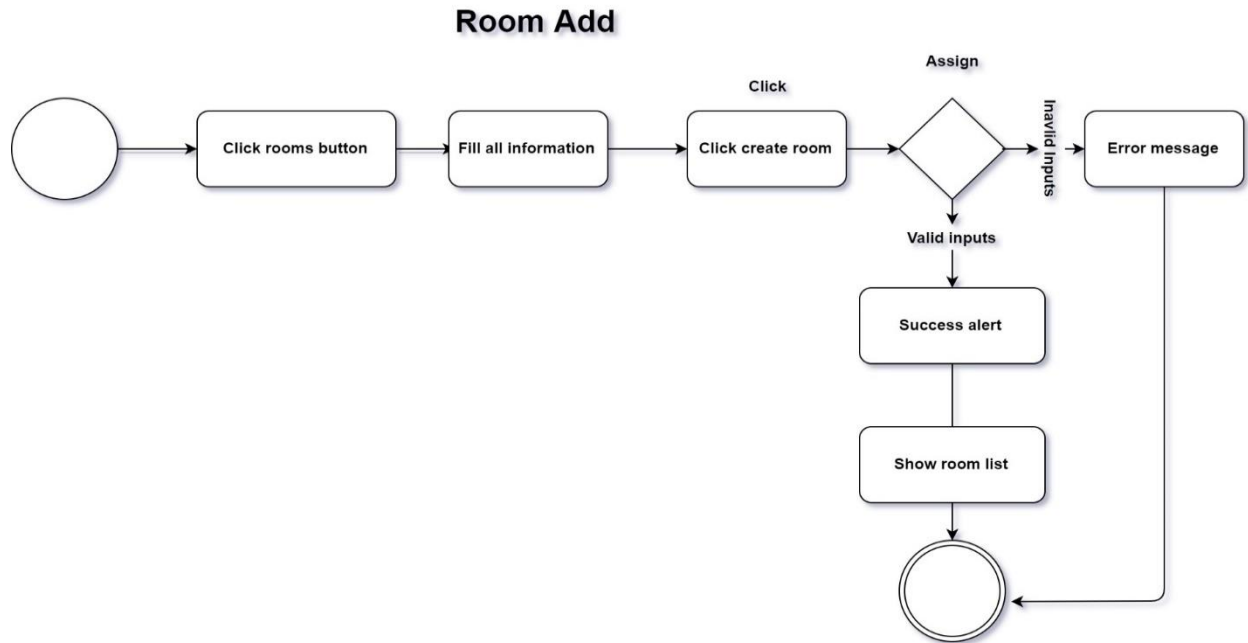 Room Add
Click
Assign
Click rooms button
Fill all information
Click create room
Inavlid Inputs
Error message
Valid inputs
Success alert
Show room list